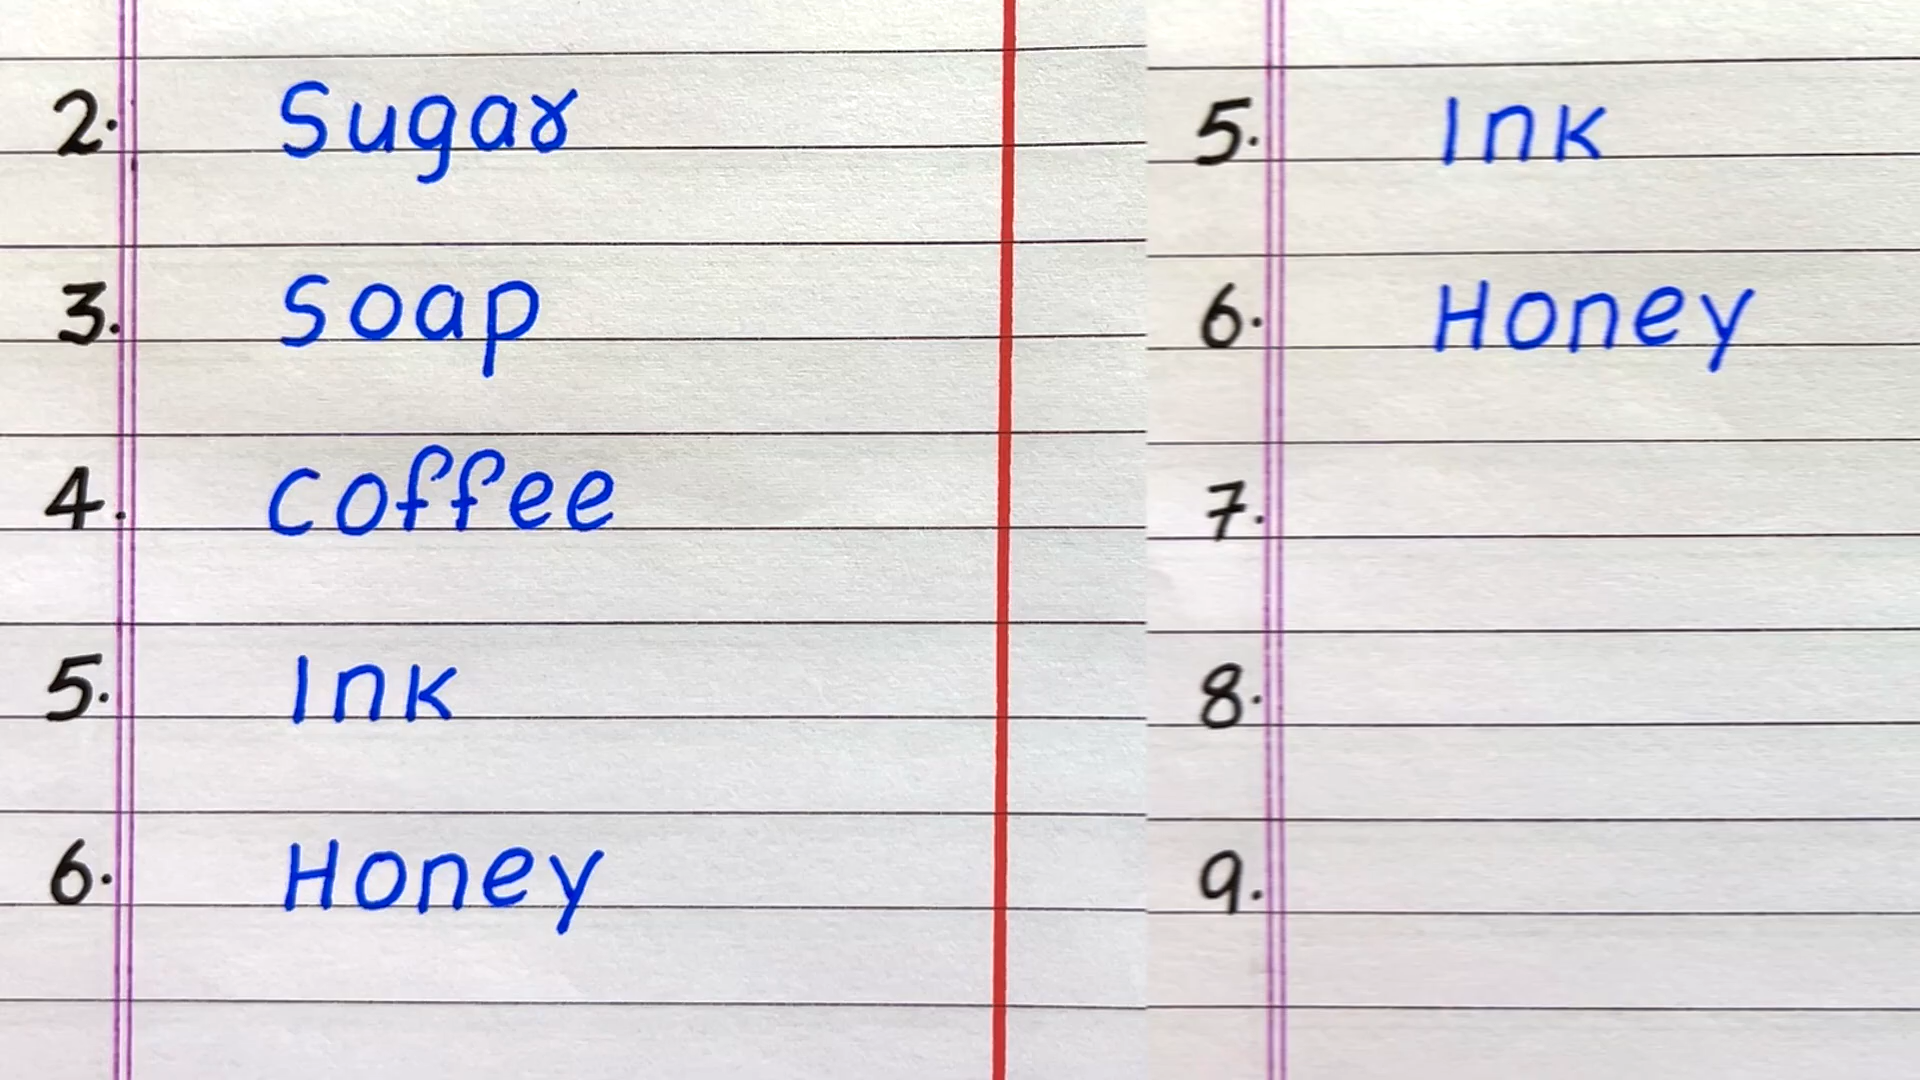 2. Sugar
3. Soap
4. Coffee
5. Ink
6. Honey
5. Ink
6. Honey
7.
8.
9.